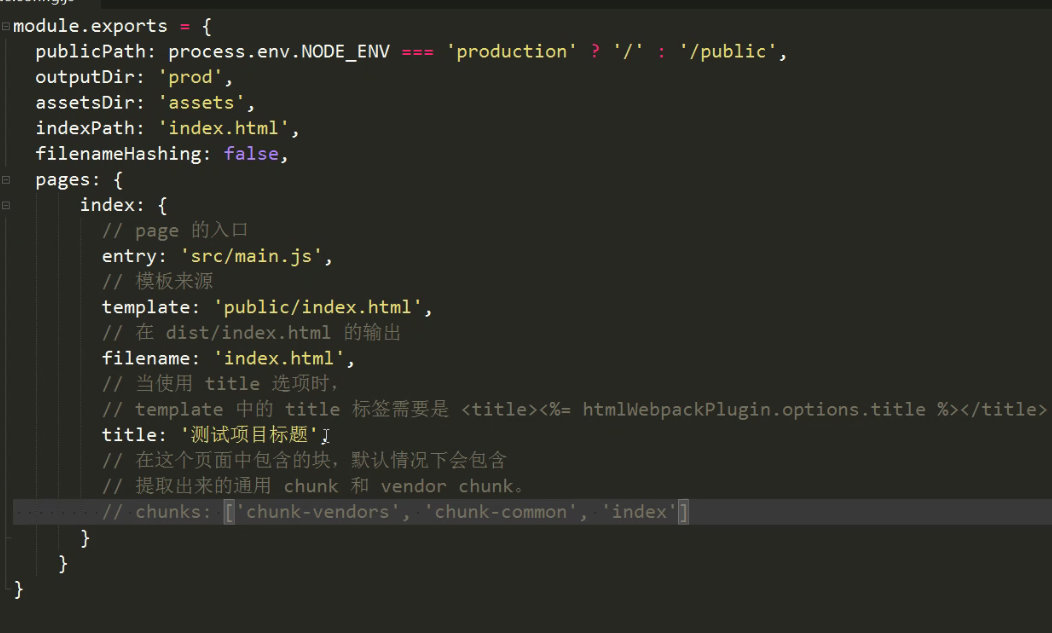 module.exports = {
publicPath: process.env.NODE_ENV === 'production' ? '/' : '/public',
outputDir: 'prod',
assetsDir: 'assets',
indexPath: 'index.html',
filenameHashing: false,
pages: {
index: {
// page 的入口
entry: 'src/main.js',
// 模板来源
template: 'public/index.html',
// 在 dist/index.html 的输出
filename: 'index.html',
// 当使用 title 选项时，
// template 中的 title 标签需要是 <title><%= htmlWebpackPlugin.options.title %></title>
title: '测试项目标题',
// 在这个页面中包含的块，默认情况下会包含
// 提取出来的通用 chunk 和 vendor chunk。
// chunks: ['chunk-vendors', 'chunk-common', 'index']
}
}
}